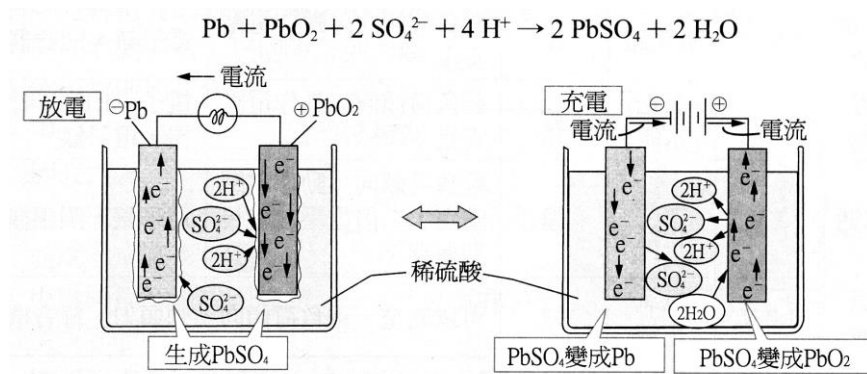 Pb + PbO₂ + 2 SO₄²⁻ + 4 H⁺ → 2 PbSO₄ + 2 H₂O
← 電流
放電
⊖Pb
⊕PbO₂
e⁻
e⁻
e⁻
e⁻
e⁻
e⁻
e⁻
e⁻
2H⁺
SO₄²⁻
2H⁺
SO₄²⁻
生成PbSO₄
稀硫酸
充電
⊖
⊕
電流
電流
e⁻
e⁻
e⁻
e⁻
e⁻
e⁻
e⁻
e⁻
2H⁺
SO₄²⁻
2H⁺
SO₄²⁻
2H₂O
PbSO₄變成Pb
PbSO₄變成PbO₂